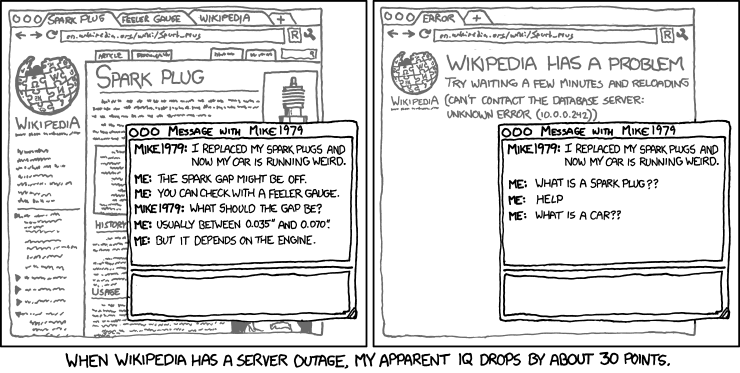 SPARK PLUG FEELER GAUGE WIKIPEDIA +
en.wikipedia.org/wiki/Spark_plug R
ARTICLE
SPARK PLUG
WIKIPEDIA
HISTORY
USAGE
MESSAGE WITH MIKE1979
MIKE1979: I REPLACED MY SPARK PLUGS AND
NOW MY CAR IS RUNNING WEIRD.
ME: THE SPARK GAP MIGHT BE OFF.
ME: YOU CAN CHECK WITH A FEELER GAUGE.
MIKE1979: WHAT SHOULD THE GAP BE?
ME: USUALLY BETWEEN 0.035" AND 0.070".
ME: BUT IT DEPENDS ON THE ENGINE.
ERROR +
en.wikipedia.org/wiki/Spark_plug R
WIKIPEDIA HAS A PROBLEM
TRY WAITING A FEW MINUTES AND RELOADING
WIKIPEDIA
(CAN'T CONTACT THE DATABASE SERVER:
UNKNOWN ERROR (10.0.0.242))
MESSAGE WITH MIKE1979
MIKE1979: I REPLACED MY SPARK PLUGS AND
NOW MY CAR IS RUNNING WEIRD.
ME: WHAT IS A SPARK PLUG??
ME: HELP
ME: WHAT IS A CAR??
WHEN WIKIPEDIA HAS A SERVER OUTAGE, MY APPARENT IQ DROPS BY ABOUT 30 POINTS.